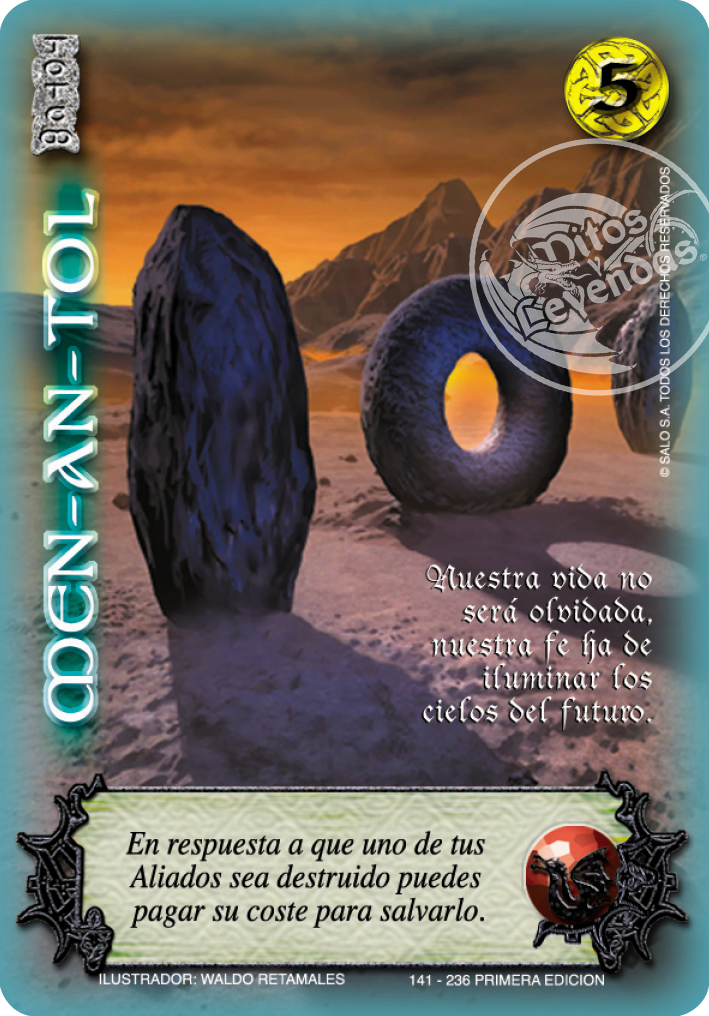 5
MEN-AN-TOL
Mitos
y
Leyendas
®
© SALO S.A. TODOS LOS DERECHOS RESERVADOS
Nuestra vida no
será olvidada,
nuestra fe ha de
iluminar los
cielos del futuro.
En respuesta a que uno de tus
Aliados sea destruido puedes
pagar su coste para salvarlo.
ILUSTRADOR: WALDO RETAMALES 141 - 236 PRIMERA EDICION